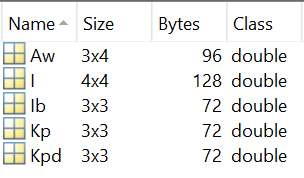 Name Size Bytes Class
Aw 3x4 96 double
I 4x4 128 double
Ib 3x3 72 double
Kp 3x3 72 double
Kpd 3x3 72 double